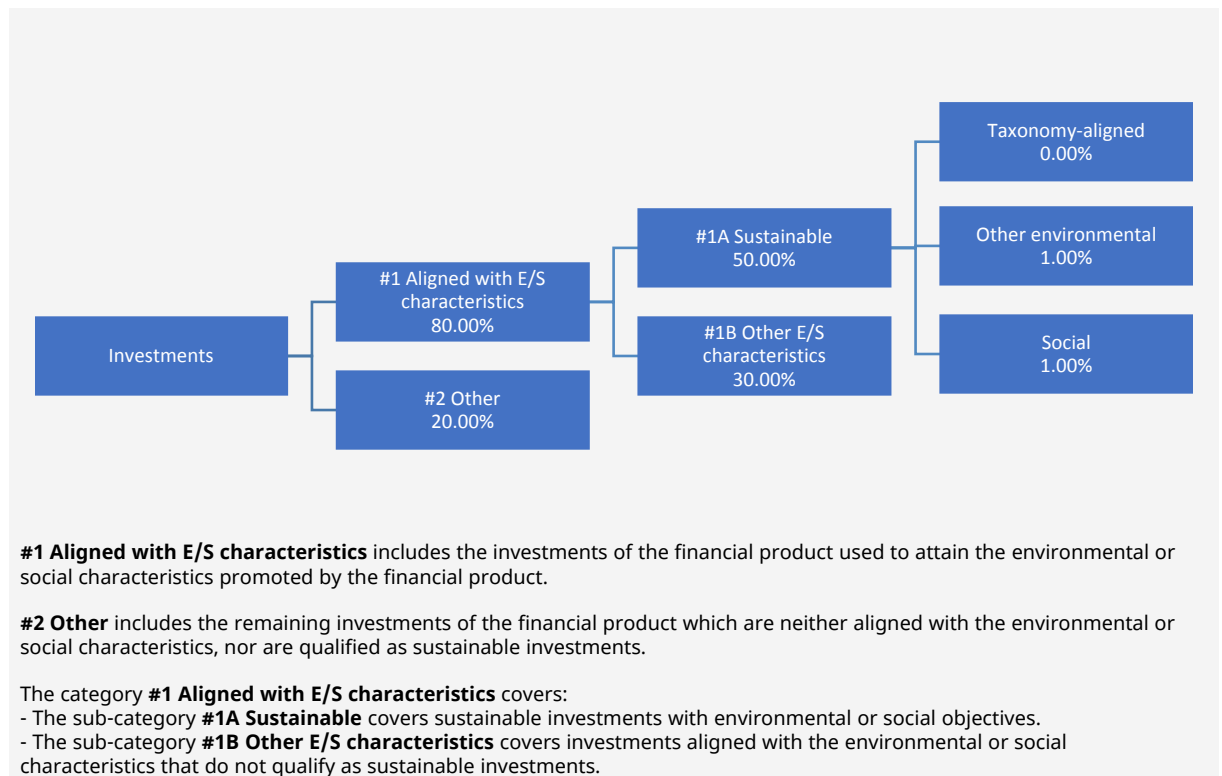 Investments
#1 Aligned with E/S
characteristics
80.00%
#2 Other
20.00%
#1A Sustainable
50.00%
#1B Other E/S
characteristics
30.00%
Taxonomy-aligned
0.00%
Other environmental
1.00%
Social
1.00%
#1 Aligned with E/S characteristics includes the investments of the financial product used to attain the environmental or
social characteristics promoted by the financial product.
#2 Other includes the remaining investments of the financial product which are neither aligned with the environmental or
social characteristics, nor are qualified as sustainable investments.
The category #1 Aligned with E/S characteristics covers:
- The sub-category #1A Sustainable covers sustainable investments with environmental or social objectives.
- The sub-category #1B Other E/S characteristics covers investments aligned with the environmental or social
characteristics that do not qualify as sustainable investments.